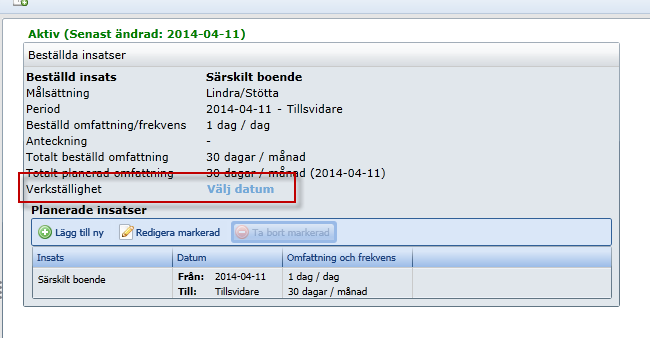 Aktiv (Senast ändrad: 2014-04-11)
Beställda insatser
Beställd insats Särskilt boende
Målsättning Lindra/Stötta
Period 2014-04-11 - Tillsvidare
Beställd omfattning/frekvens 1 dag / dag
Anteckning -
Totalt beställd omfattning 30 dagar / månad
Totalt planerad omfattning 30 dagar / månad (2014-04-11)
Verkställighet Välj datum
Planerade insatser
Lägg till ny Redigera markerad Ta bort markerad
Insats Datum Omfattning och frekvens
Särskilt boende Från: 2014-04-11 1 dag / dag
Till: Tillsvidare 30 dagar / månad